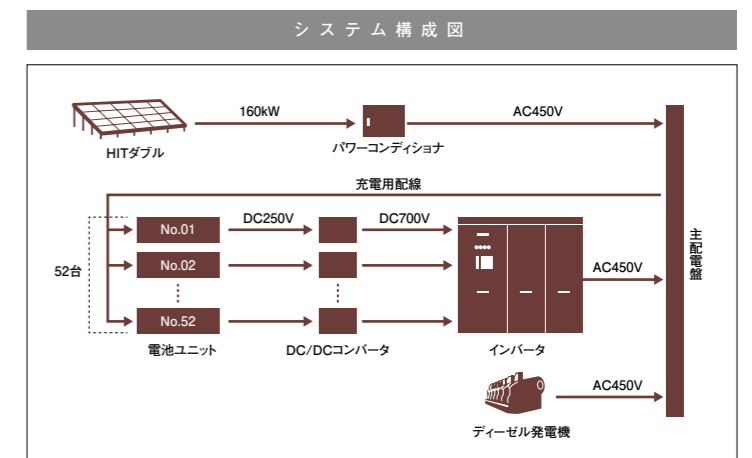 システム構成図
160kW
AC450V
HITダブル
パワーコンディショナ
充電用配線
52台
No.01
DC250V
DC700V
No.02
No.52
AC450V
主配電盤
電池ユニット
DC/DCコンバータ
インバータ
AC450V
ディーゼル発電機